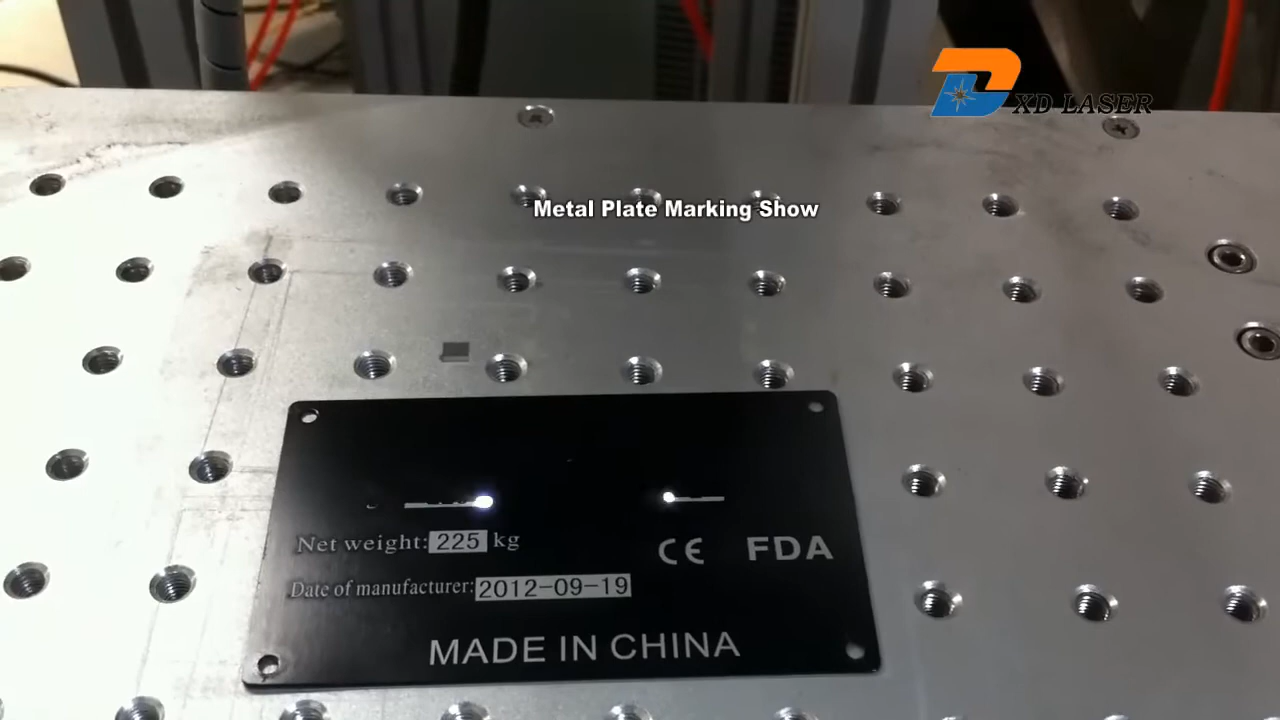 XD LASER
Metal Plate Marking Show
Net weight: 225 kg
CE FDA
Date of manufacturer: 2012-09-19
MADE IN CHINA